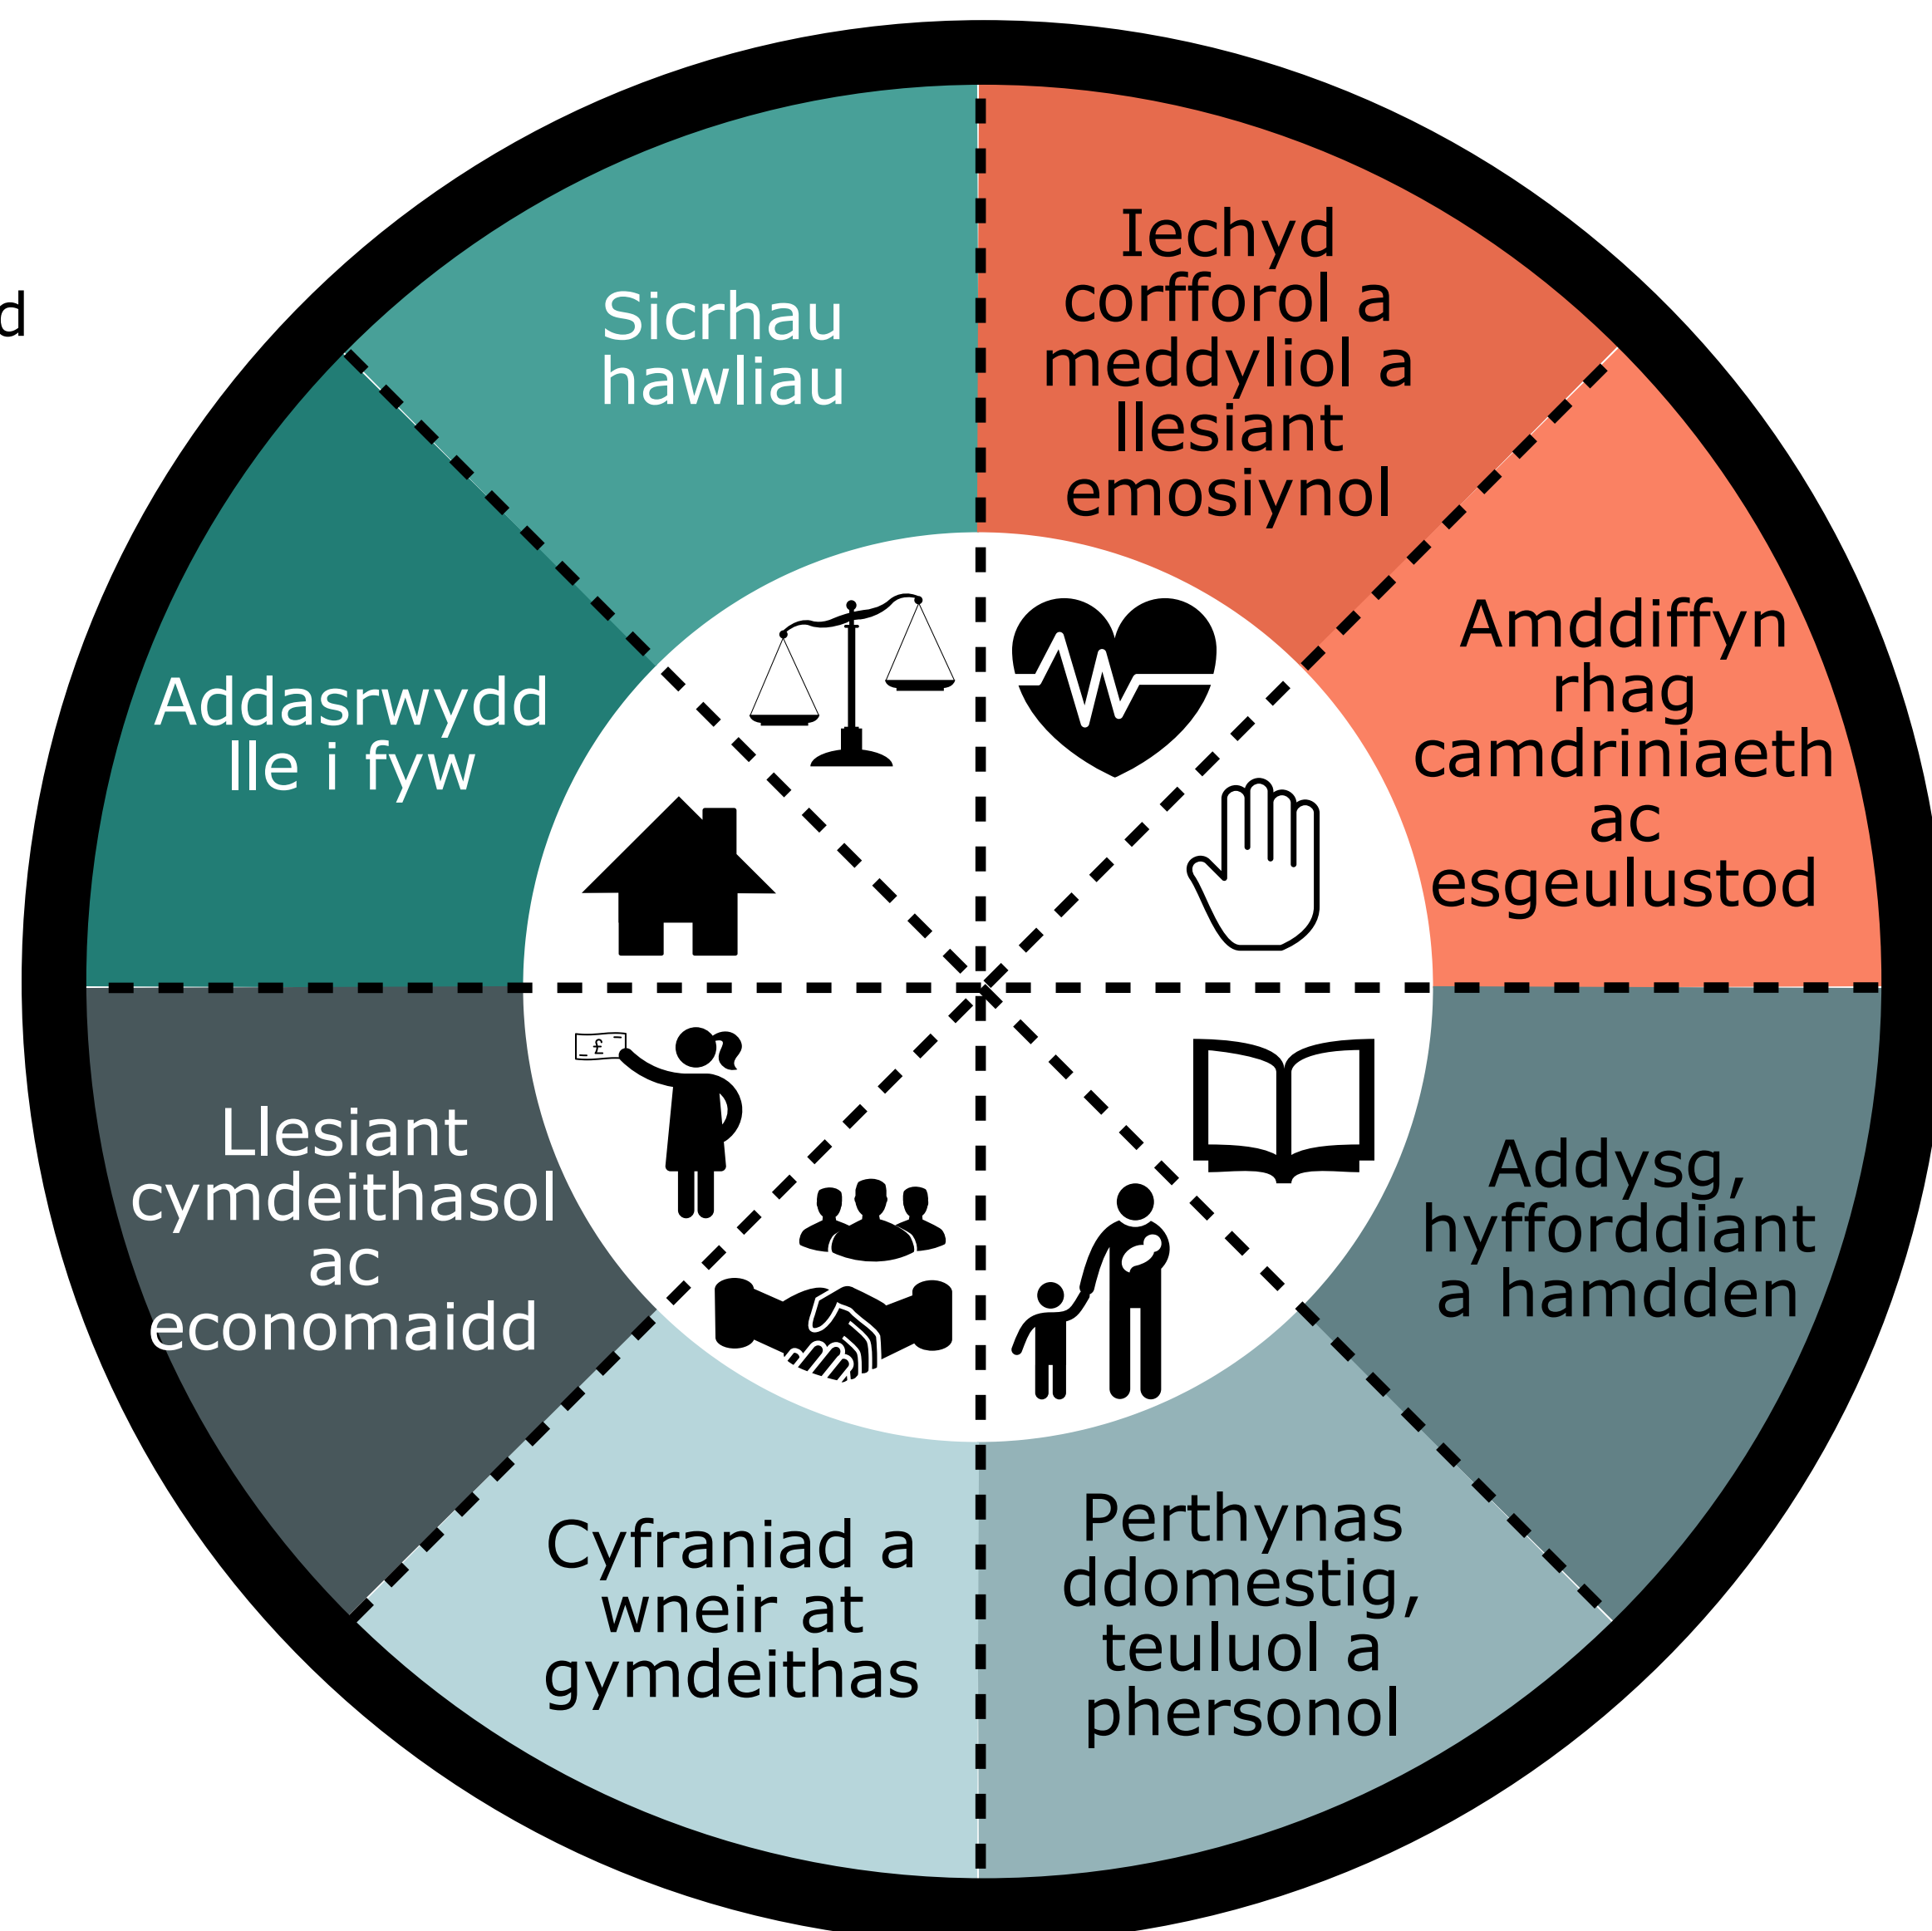 Iechyd
corfforol a
meddyliol a
llesiant
emosiynol
Amddiffyn
rhag
camdriniaeth
ac
esgeulustod
Addysg,
hyfforddiant
a hamdden
Perthynas
ddomestig,
teuluol a
phersonol
Cyfraniad a
wneir at
gymdeithas
Llesiant
cymdeithasol
ac
economaidd
Addasrwydd
lle i fyw
Sicrhau
hawliau
£